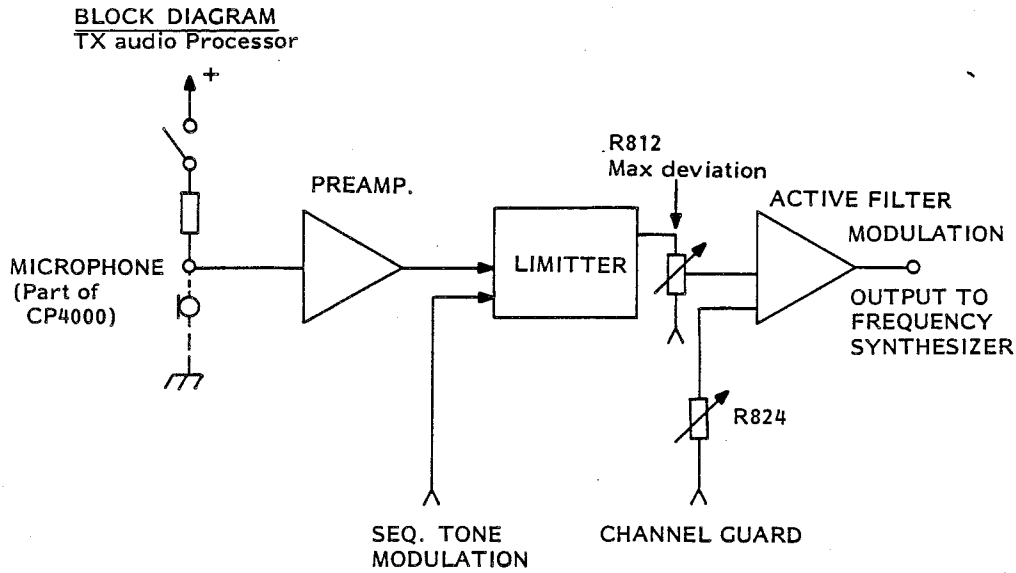 BLOCK DIAGRAM
TX audio Processor
+
R812
Max deviation
PREAMP.
ACTIVE FILTER
MODULATION
LIMITTER
MICROPHONE
(Part of
CP4000)
OUTPUT TO
FREQUENCY
SYNTHESIZER
R824
SEQ. TONE
MODULATION
CHANNEL GUARD